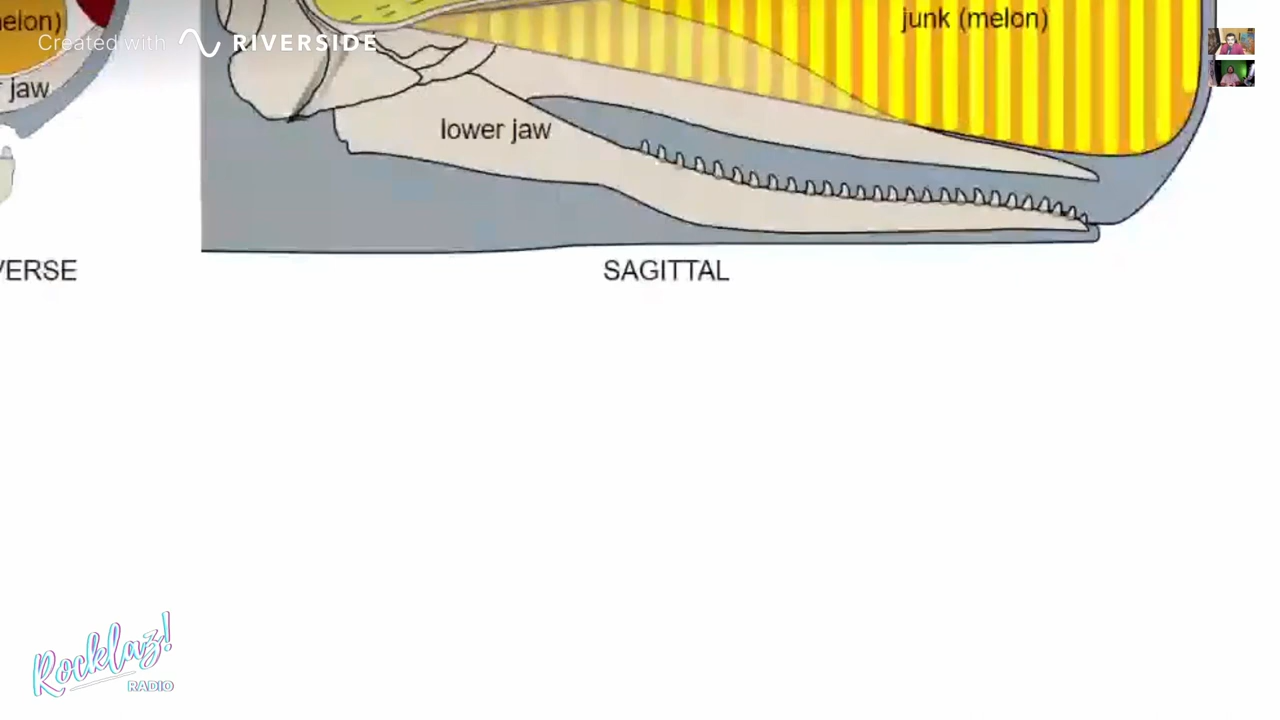 elon)
Created with RIVERSIDE
junk (melon)
r jaw
lower jaw
VERSE
SAGITTAL
Rocklaz!
RADIO